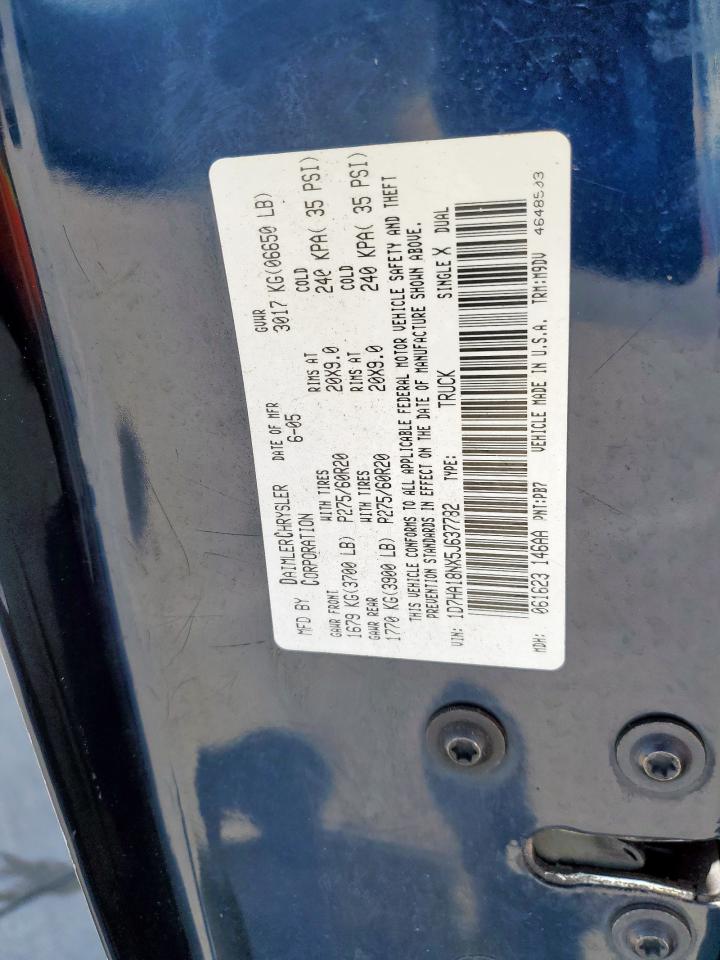 MFD BY DAIMLERCHRYSLER CORPORATION DATE OF MFR 6-05 GVWR 3017 KG(06650 LB)
GAWR FRONT WITH TIRES RIMS AT COLD
1679 KG(3700 LB) P275/60R20 20X9.0 240 KPA( 35 PSI)
GAWR REAR WITH TIRES RIMS AT COLD
1770 KG(3900 LB) P275/60R20 20X9.0 240 KPA( 35 PSI)
THIS VEHICLE CONFORMS TO ALL APPLICABLE FEDERAL MOTOR VEHICLE SAFETY AND THEFT
PREVENTION STANDARDS IN EFFECT ON THE DATE OF MANUFACTURE SHOWN ABOVE.
VIN: 1D7HA18NX5J637782 TYPE: TRUCK SINGLE X DUAL
MDH: 061623 146AA PNT:PB7 VEHICLE MADE IN U.S.A. TRM:M9DV 4648503